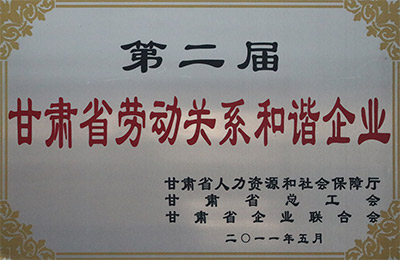 第二届
甘肃省劳动关系和谐企业
甘肃省人力资源和社会保障厅
甘肃省总工会
甘肃省企业联合会
二〇一一年五月